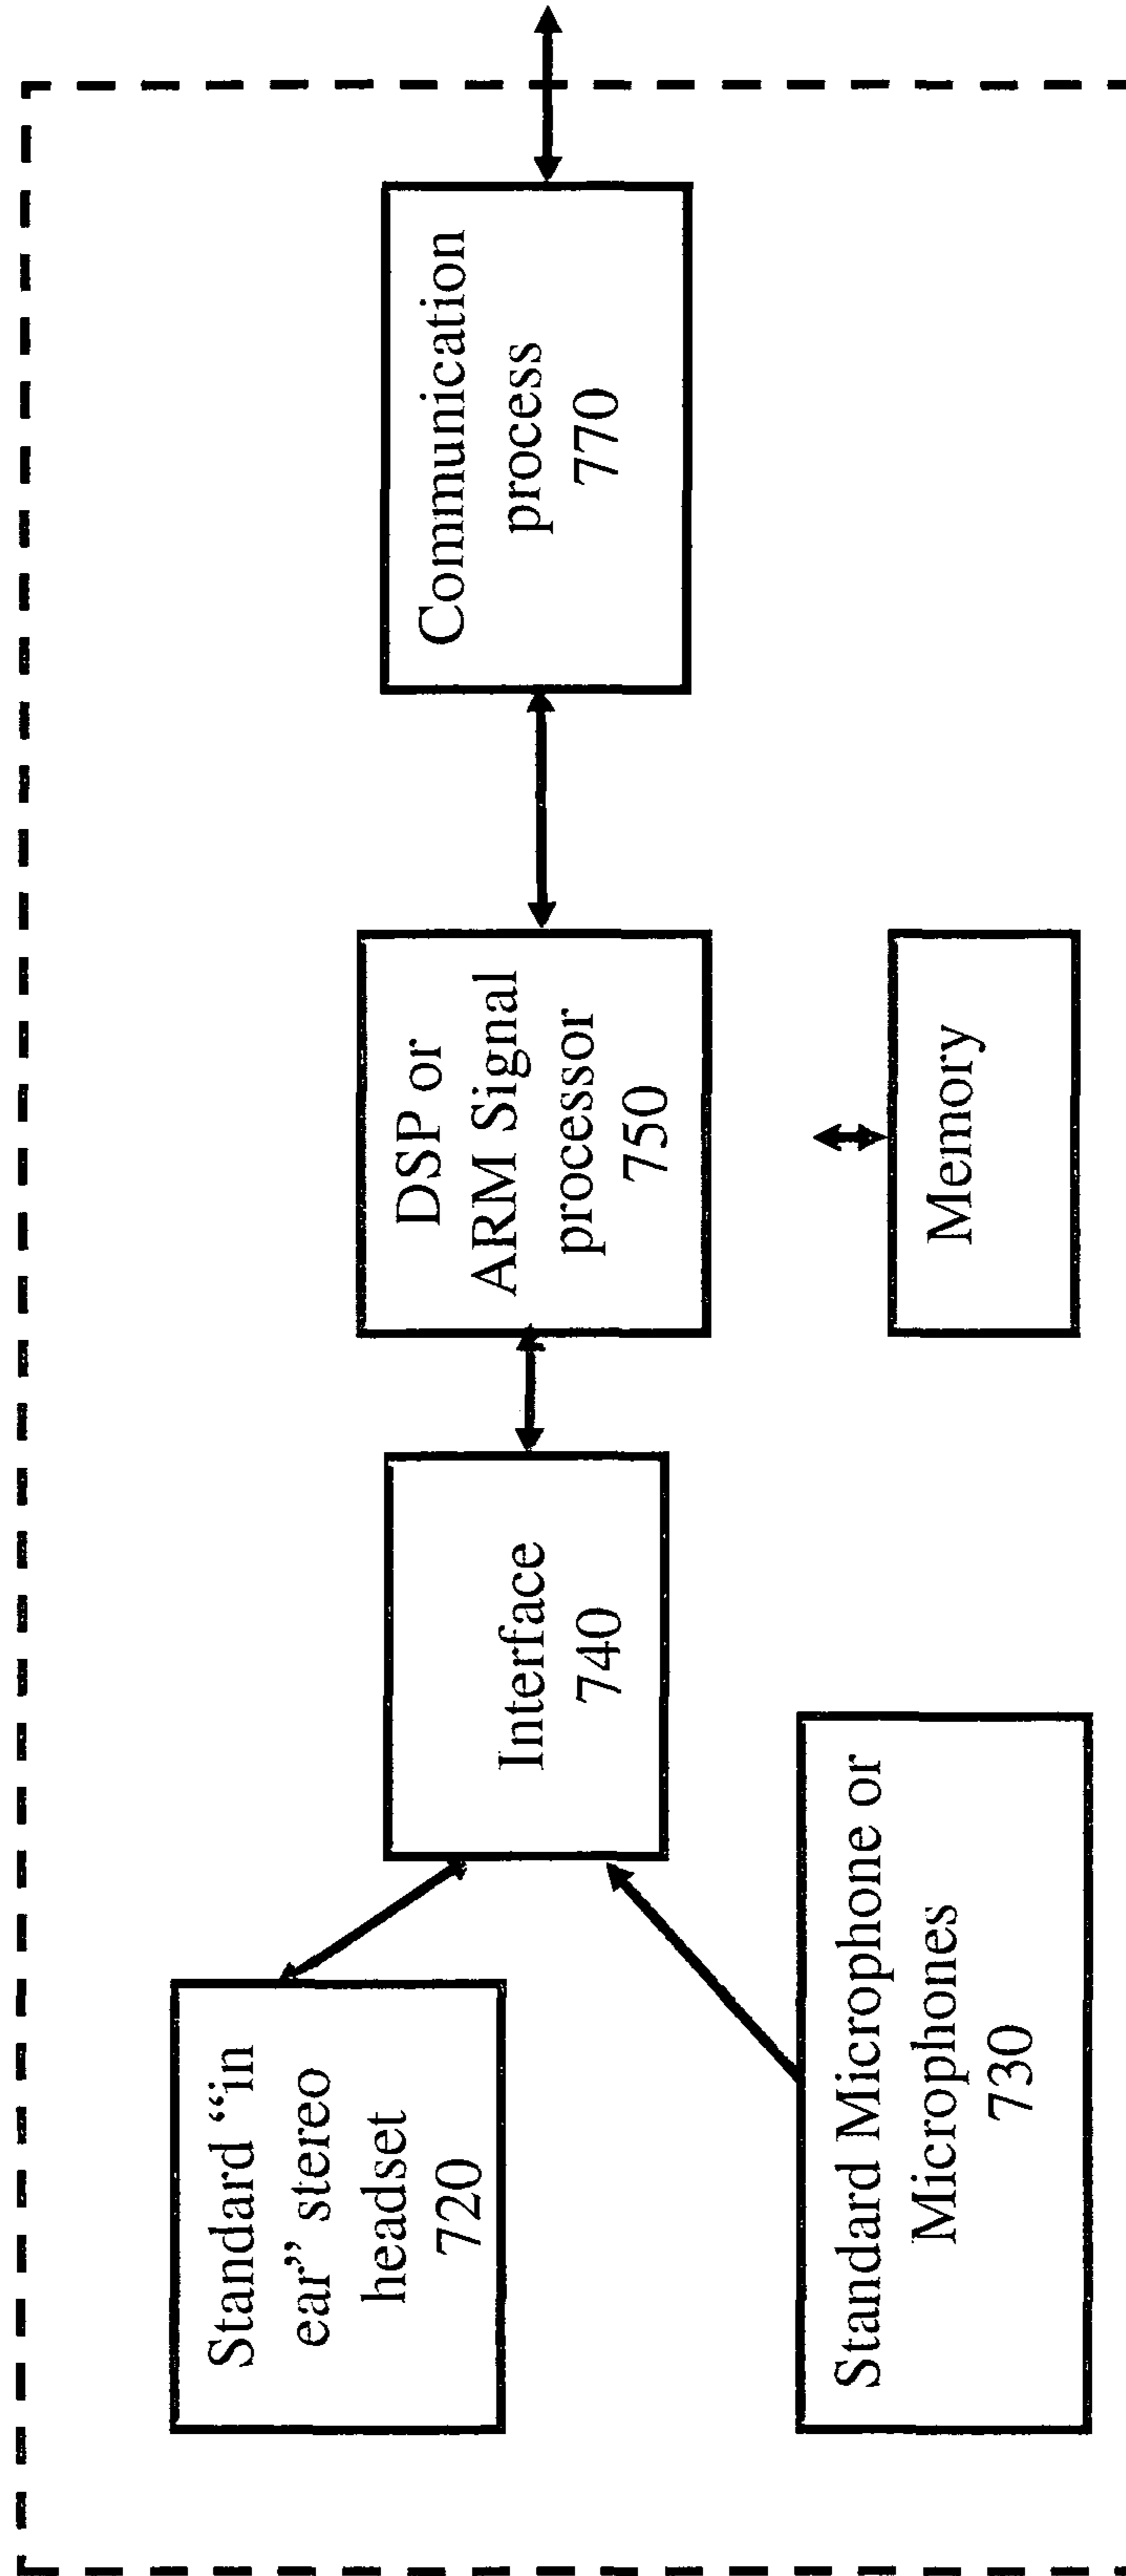 Standard “in
ear” stereo
headset
720
Standard Microphone or
Microphones
730
Interface
740
DSP or
ARM Signal
processor
750
Memory
Communication
process
770